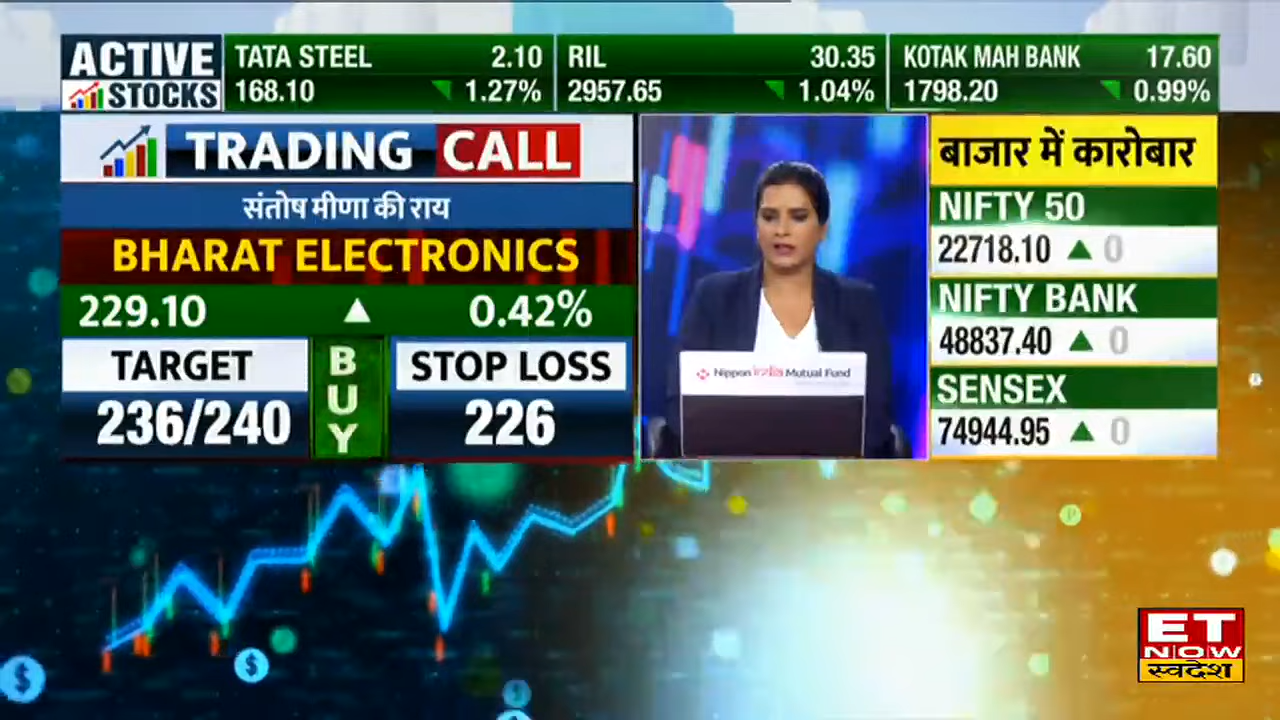 ACTIVE STOCKS
TATA STEEL 2.10
168.10 1.27%
RIL 30.35
2957.65 1.04%
KOTAK MAH BANK 17.60
1798.20 0.99%
TRADING CALL
संतोष मीणा की राय
BHARAT ELECTRONICS
229.10 0.42%
TARGET
236/240
BUY
STOP LOSS
226
Nippon india Mutual Fund
बाजार में कारोबार
NIFTY 50
22718.10 0
NIFTY BANK
48837.40 0
SENSEX
74944.95 0
ET
NOW
स्वदेश